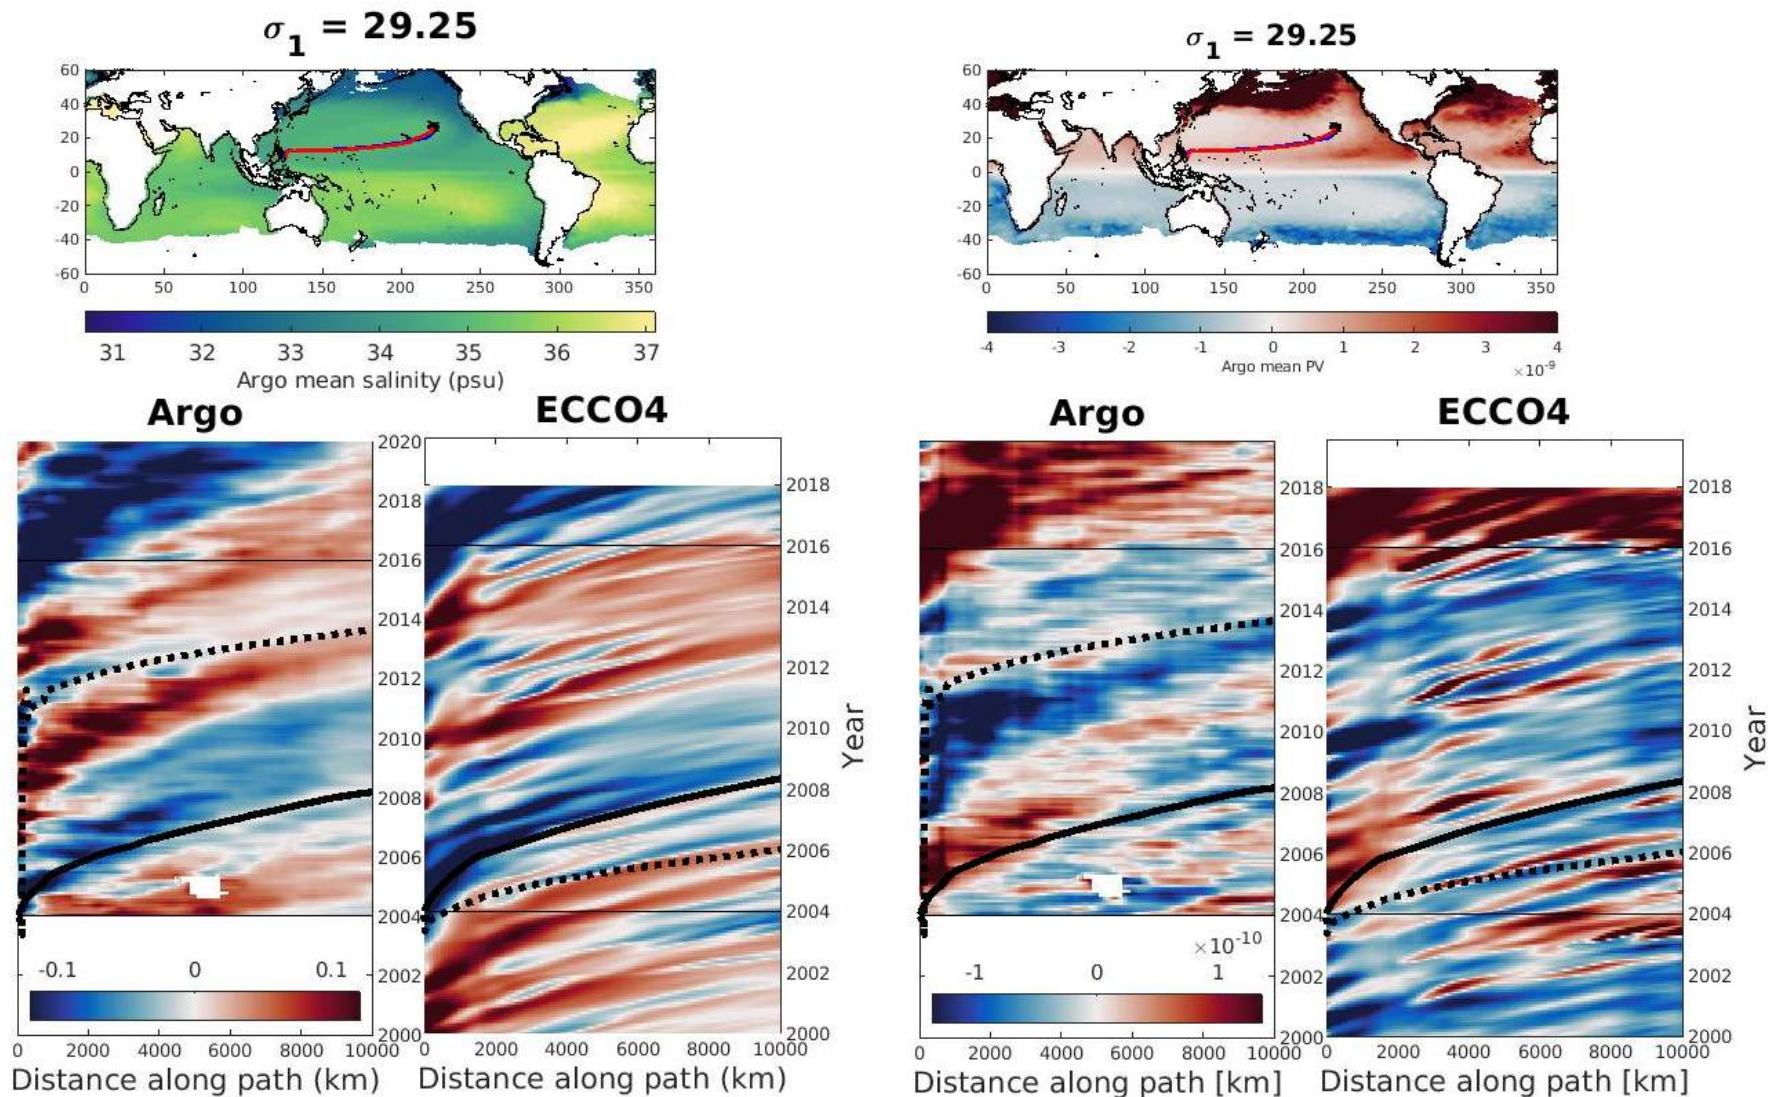 σ1 = 29.25
60
40
20
0
-20
-40
-60
0 50 100 150 200 250 300 350
31 32 33 34 35 36 37
Argo mean salinity (psu)
σ1 = 29.25
60
40
20
0
-20
-40
-60
0 50 100 150 200 250 300 350
-4 -3 -2 -1 0 1 2 3 4
Argo mean PV ×10-9
Argo
2020
2018
2016
2014
2012
2010
2008
2006
2004
2002
2000
-0.1 0 0.1
0 2000 4000 6000 8000 10000
Distance along path (km)
ECCO4
2018
2016
2014
2012
2010
2008
2006
2004
2002
2000
Year
0 2000 4000 6000 8000 10000
Distance along path (km)
Argo
2018
2016
2014
2012
2010
2008
2006
2004
2002
2000
×10-10
-1 0 1
0 2000 4000 6000 8000 10000
Distance along path [km]
ECCO4
2018
2016
2014
2012
2010
2008
2006
2004
2002
2000
Year
0 2000 4000 6000 8000 10000
Distance along path [km]